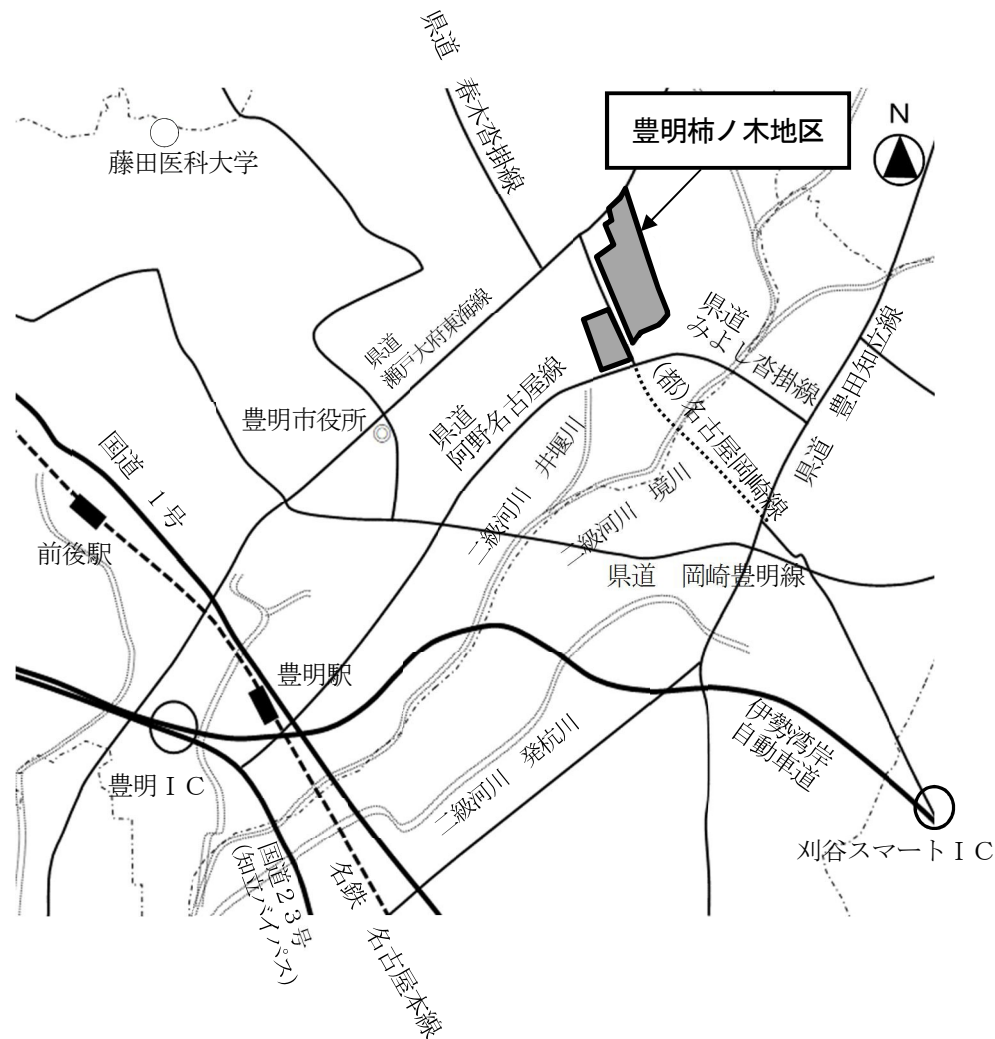 県道　春木沓掛線
豊明柿ノ木地区
N
藤田医科大学
県道
瀬戸大府東海線
県道
みよし沓掛線
県道　豊田知立線
県道
阿野名古屋線
(都)名古屋岡崎線
豊明市役所
国道　１号
二級河川　井堰川
二級河川　境川
前後駅
県道　岡崎豊明線
豊明駅
伊勢湾岸
自動車道
豊明ＩＣ
二級河川　発杭川
刈谷スマートＩＣ
国道２３号
(知立バイパス)
名鉄　名古屋本線